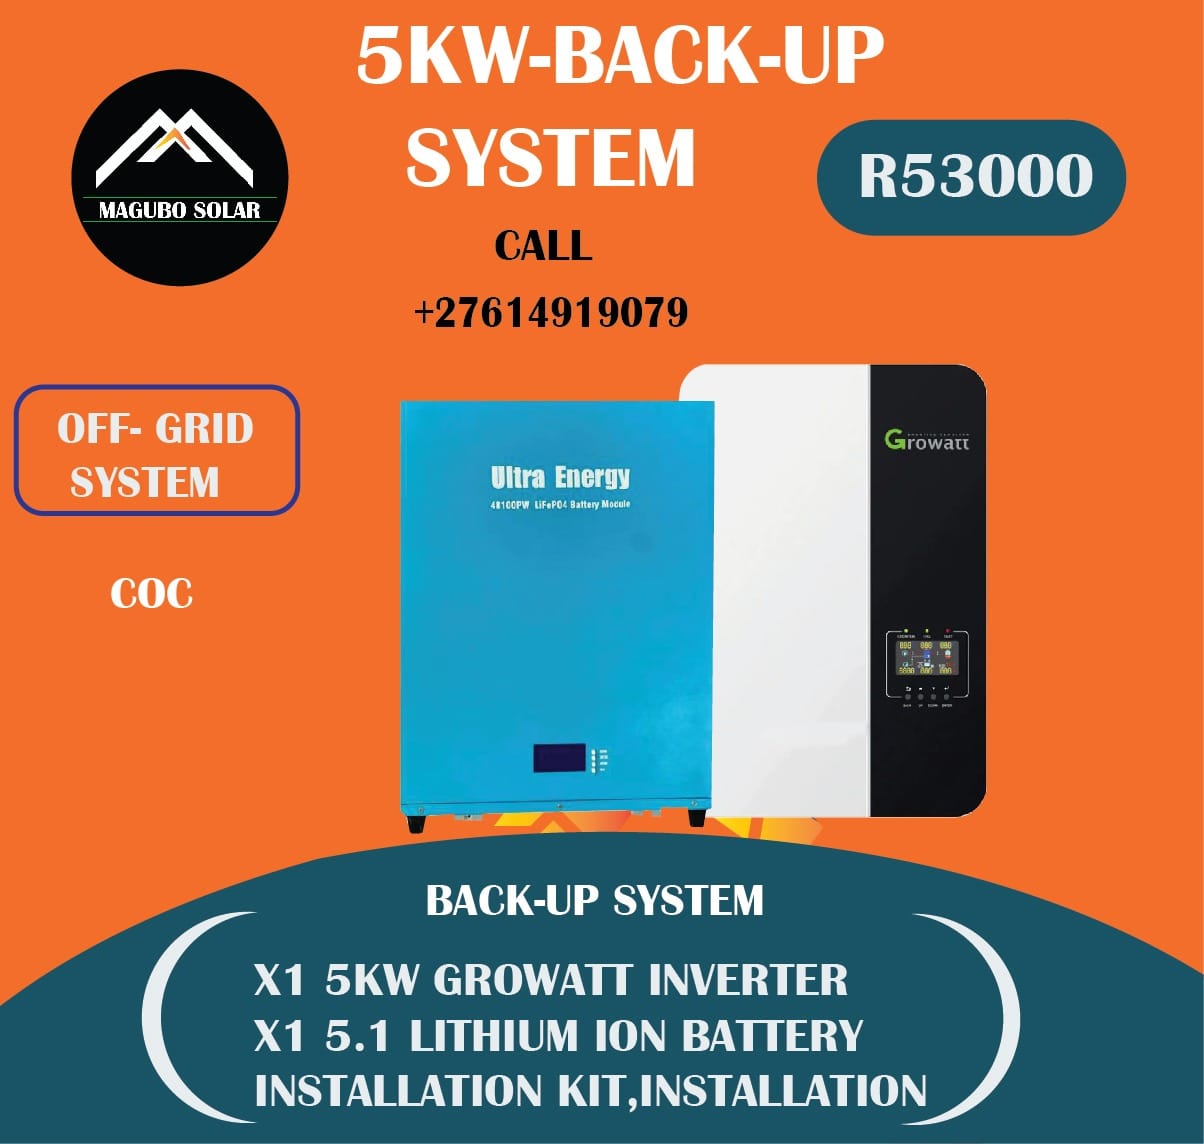 5KW-BACK-UP
SYSTEM
R53000
MAGUBO SOLAR
CALL
+27614919079
OFF- GRID
SYSTEM
COC
Growatt
Ultra Energy
48100PW LiFePO4 Battery Module
BACK-UP SYSTEM
X1 5KW GROWATT INVERTER
X1 5.1 LITHIUM ION BATTERY
INSTALLATION KIT,INSTALLATION